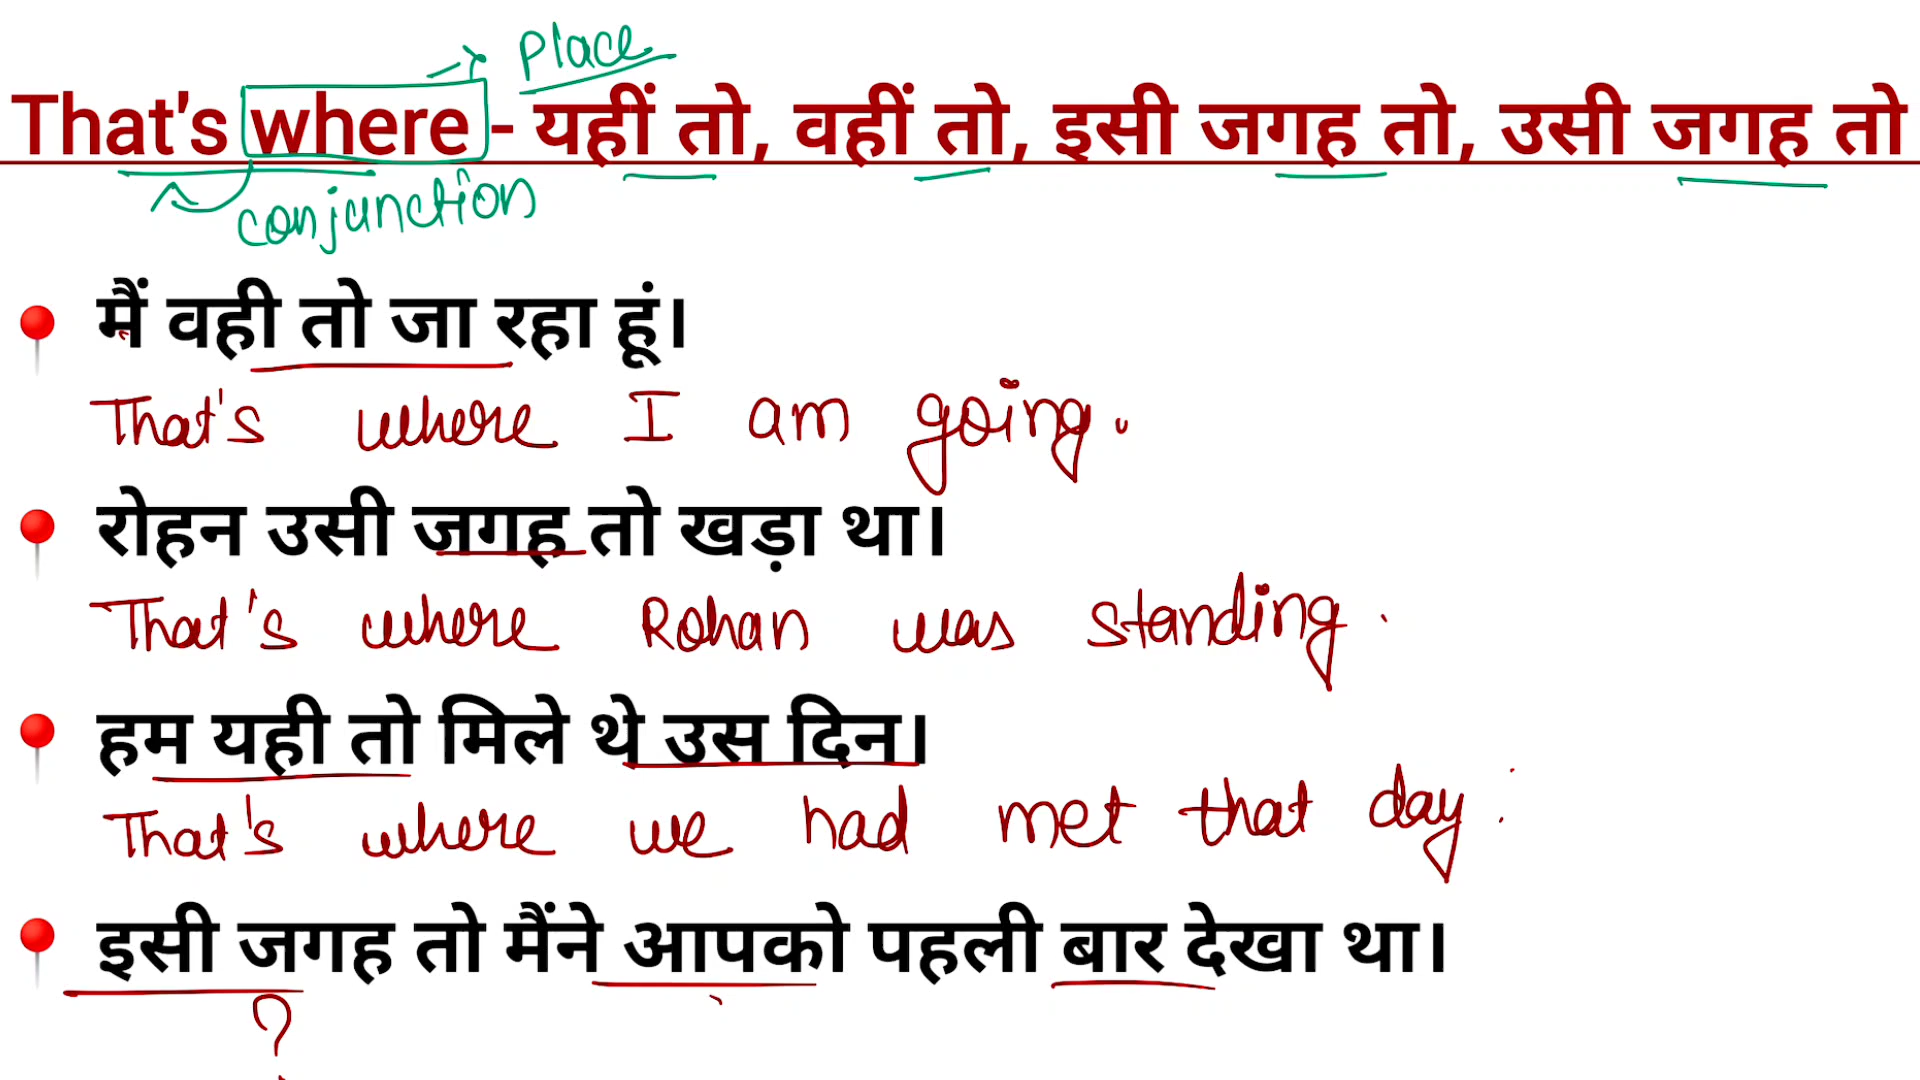 Place
That's where - यहीं तो, वहीं तो, इसी जगह तो, उसी जगह तो
conjunction
मैं वही तो जा रहा हूं।
That's where I am going.
रोहन उसी जगह तो खड़ा था।
That's where Rohan was standing.
हम यही तो मिले थे उस दिन।
That's where we had met that day.
इसी जगह तो मैंने आपको पहली बार देखा था।
?